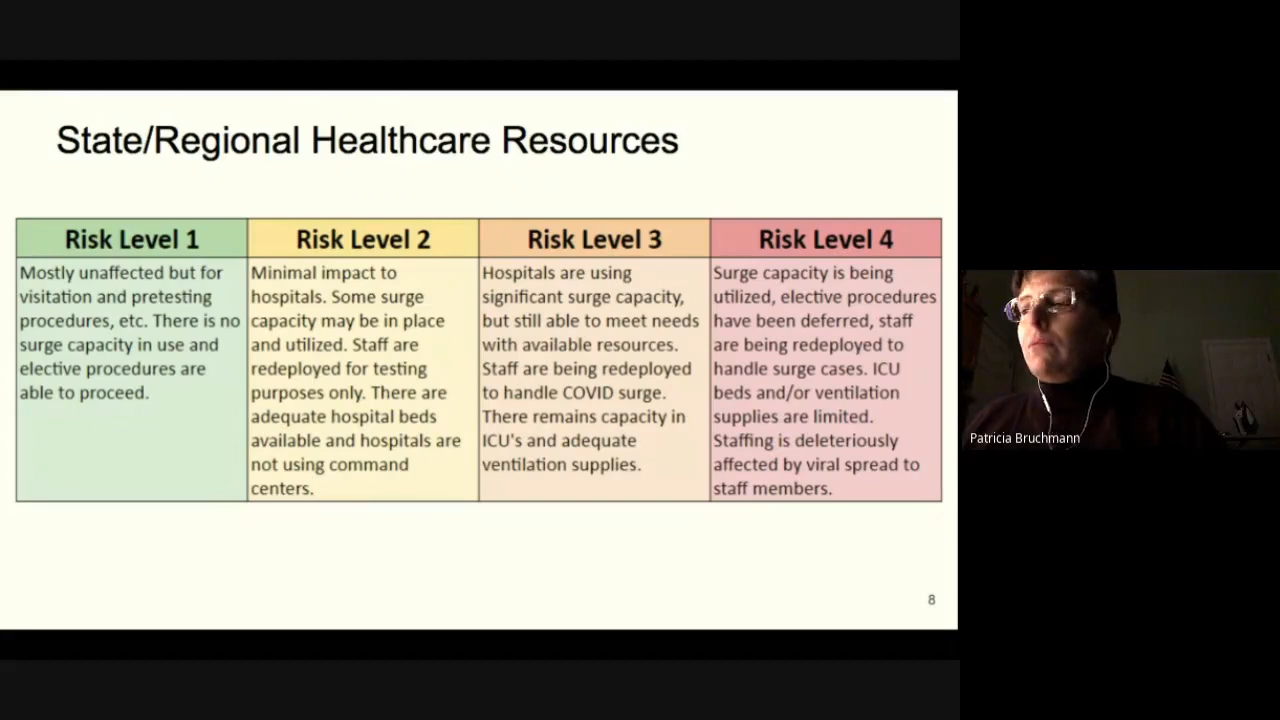 State/Regional Healthcare Resources
Risk Level 1
Mostly unaffected but for
visitation and pretesting
procedures, etc. There is no
surge capacity in use and
elective procedures are
able to proceed.
Risk Level 2
Minimal impact to
hospitals. Some surge
capacity may be in place
and utilized. Staff are
redeployed for testing
purposes only. There are
adequate hospital beds
available and hospitals are
not using command
centers.
Risk Level 3
Hospitals are using
significant surge capacity,
but still able to meet needs
with available resources.
Staff are being redeployed
to handle COVID surge.
There remains capacity in
ICU's and adequate
ventilation supplies.
Risk Level 4
Surge capacity is being
utilized, elective procedures
have been deferred, staff
are being redeployed to
handle surge cases. ICU
beds and/or ventilation
supplies are limited.
Staffing is deleteriously
affected by viral spread to
staff members.
8
Patricia Bruchmann